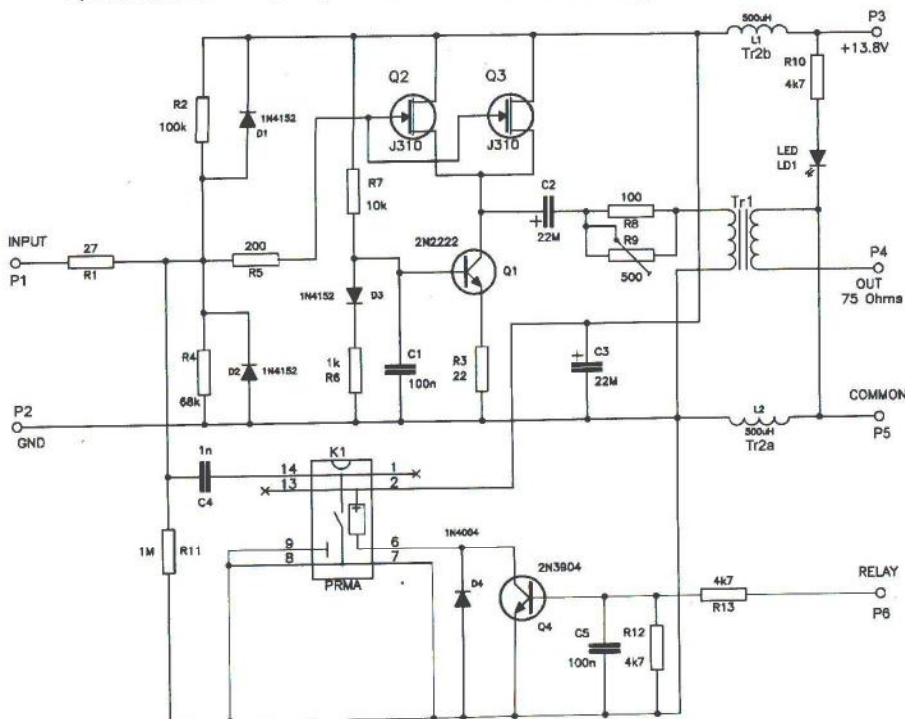 500uH
L1
Tr2b
P3
+13.8V
R10
4k7
Q2
Q3
R2
100k
1N4152
D1
J310
J310
LED
LD1
R7
10k
C2
22M
100
R8
R9
500
Tr1
INPUT
P1
27
R1
200
R5
2N2222
Q1
P4
OUT
75 Ohms
1N4152
D3
R4
68k
D2
1N4152
1k
R6
C1
100n
R3
22
C3
22M
P2
GND
COMMON
P5
L2
500uH
Tr2a
1n
C4
K1
14
1
13
2
9
6
8
7
PRMA
1M
R11
1N4004
D4
2N3904
Q4
C5
100n
R12
4k7
4k7
R13
RELAY
P6